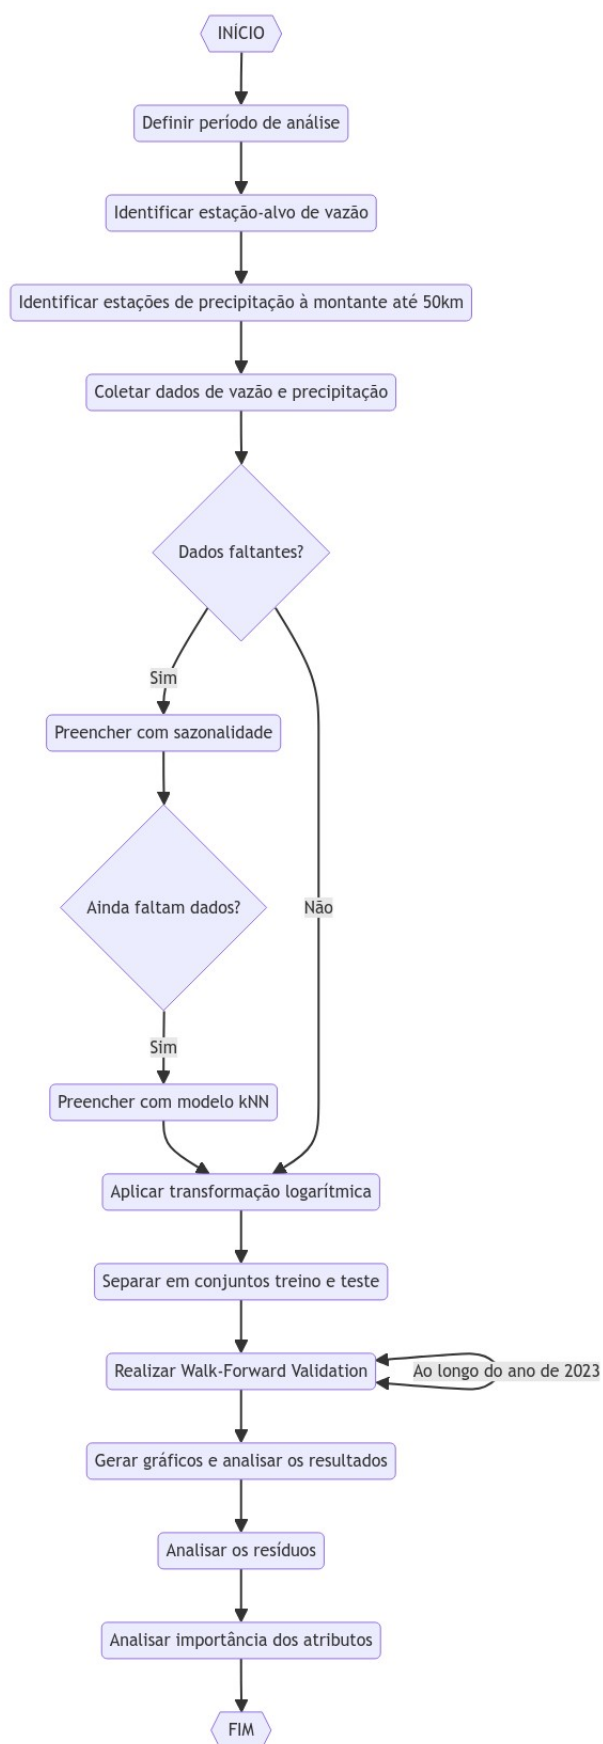 INÍCIO
Definir período de análise
Identificar estação-alvo de vazão
Identificar estações de precipitação à montante até 50km
Coletar dados de vazão e precipitação
Dados faltantes?
Sim
Preencher com sazonalidade
Ainda faltam dados?
Não
Sim
Preencher com modelo kNN
Aplicar transformação logarítmica
Separar em conjuntos treino e teste
Realizar Walk-Forward Validation
Ao longo do ano de 2023
Gerar gráficos e analisar os resultados
Analisar os resíduos
Analisar importância dos atributos
FIM